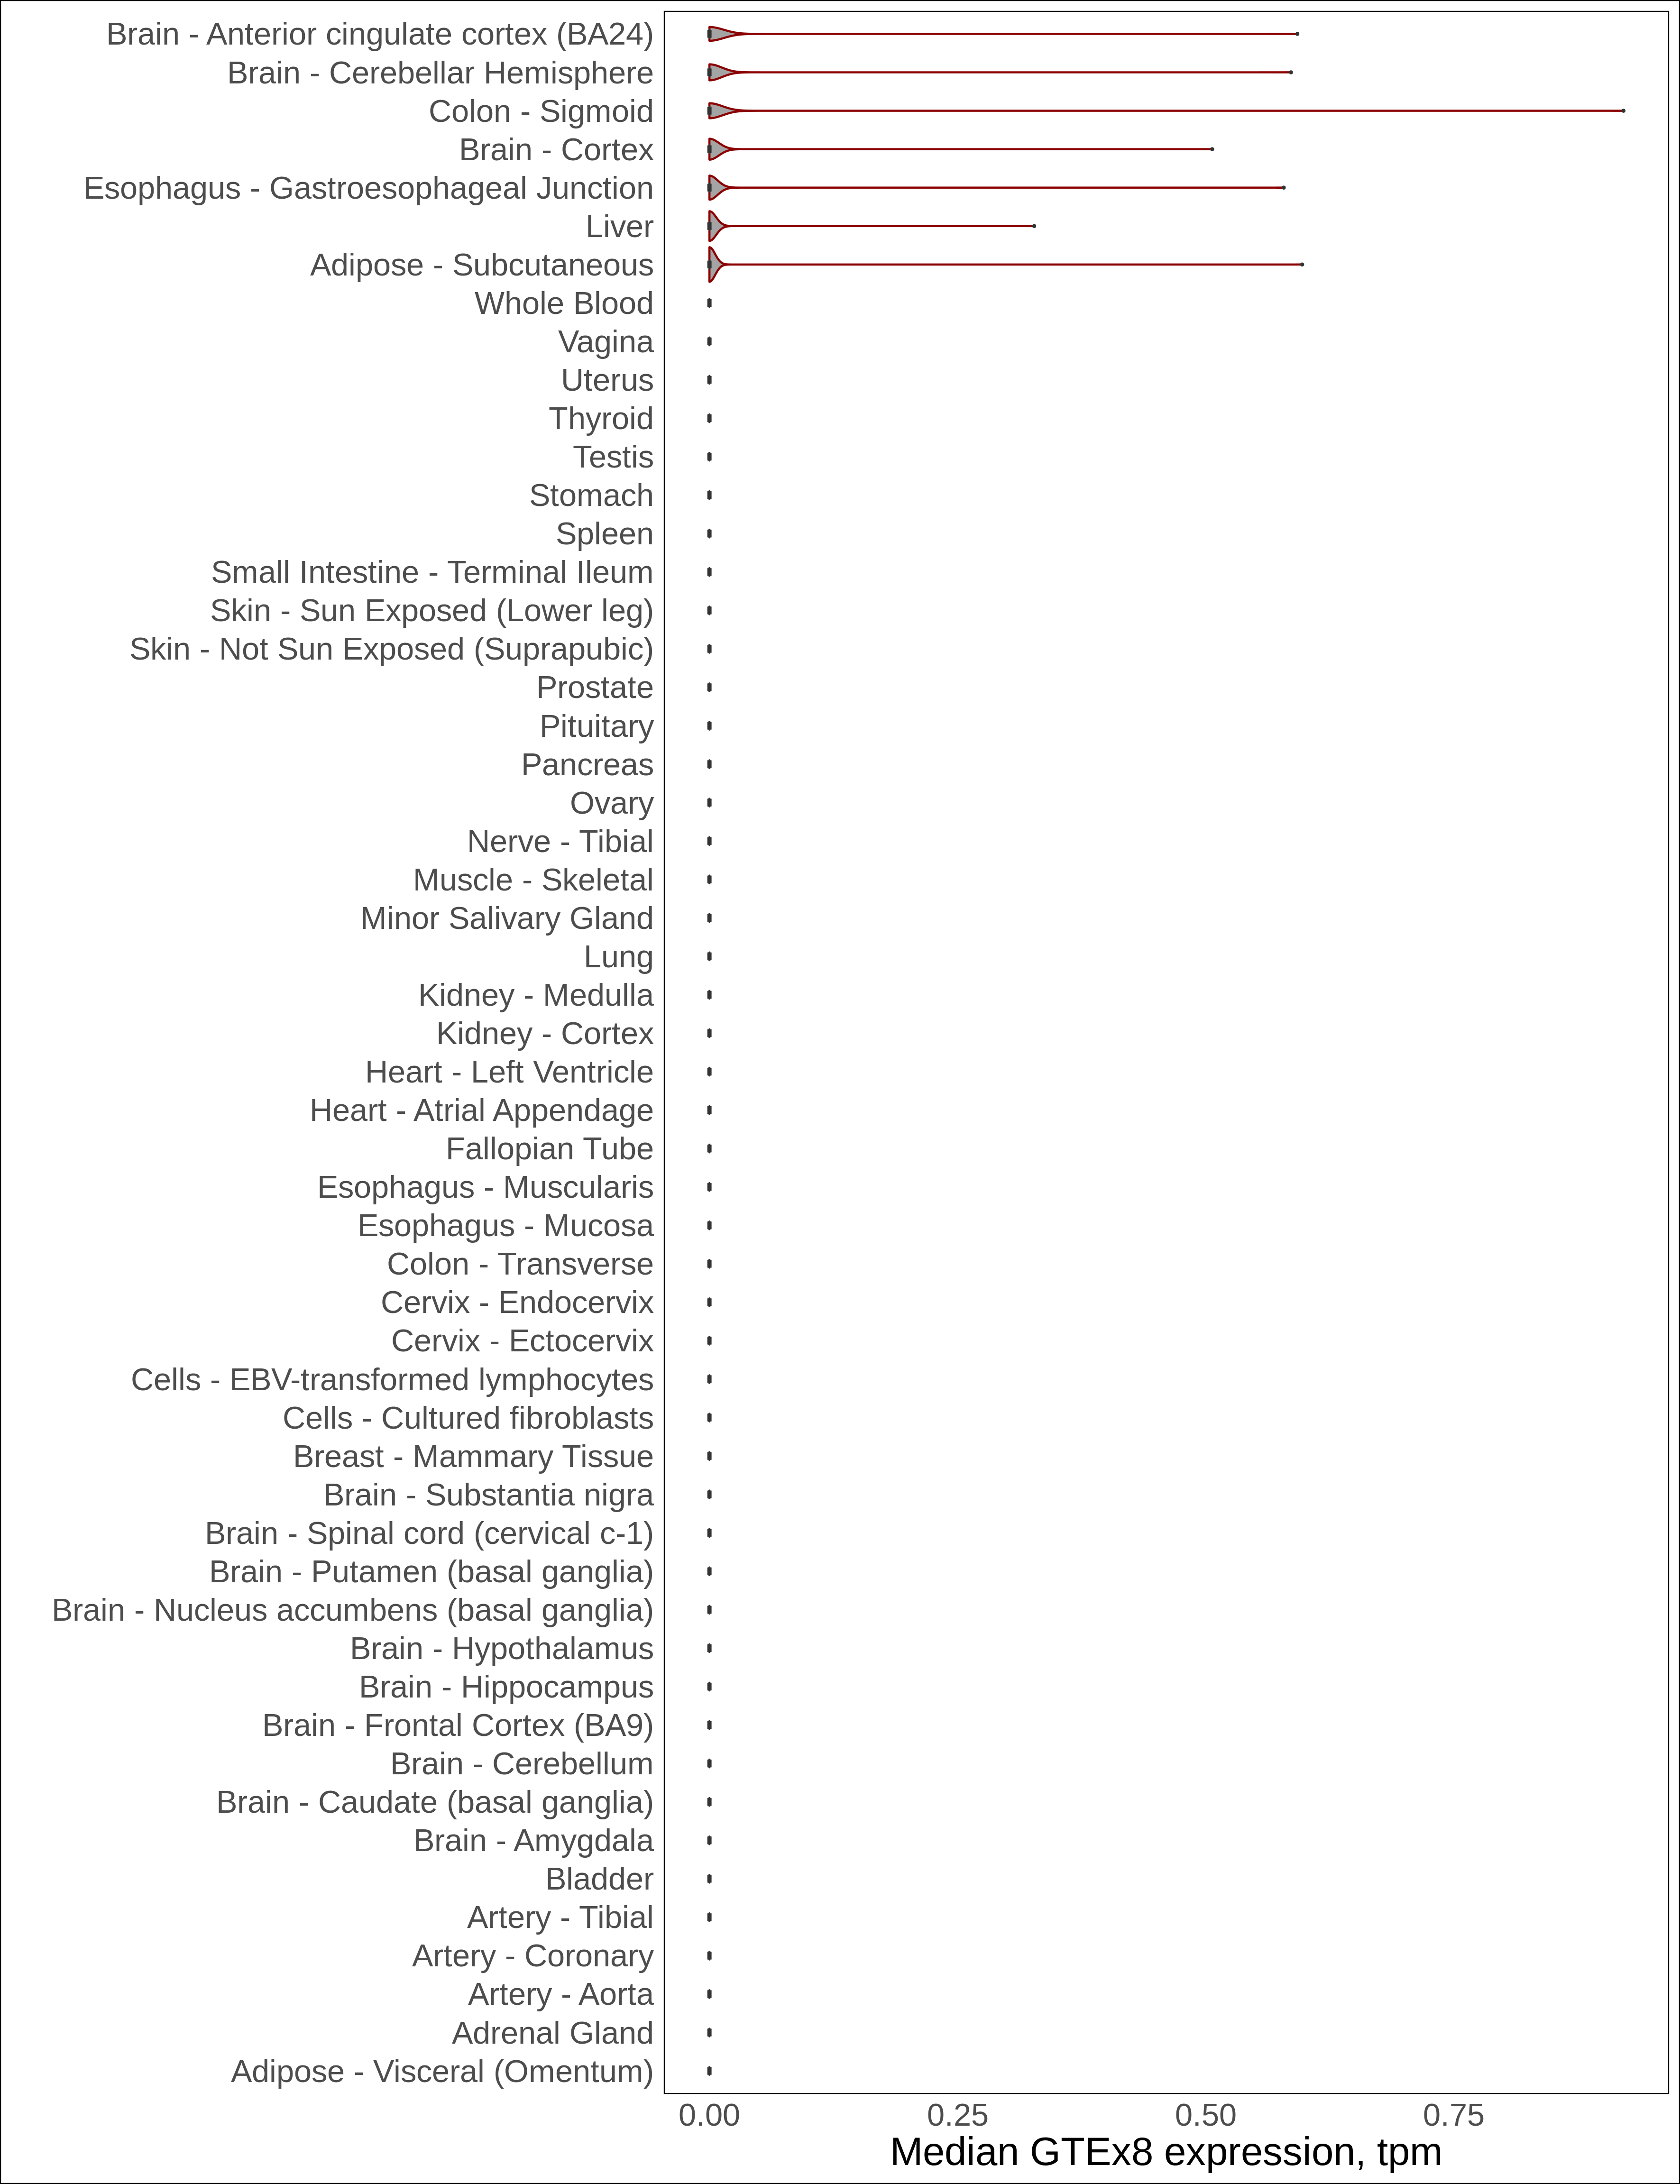 Brain - Anterior cingulate cortex (BA24)
Brain - Cerebellar Hemisphere
Colon - Sigmoid
Brain - Cortex
Esophagus - Gastroesophageal Junction
Liver
Adipose - Subcutaneous
Whole Blood
Vagina
Uterus
Thyroid
Testis
Stomach
Spleen
Small Intestine - Terminal Ileum
Skin - Sun Exposed (Lower leg)
Skin - Not Sun Exposed (Suprapubic)
Prostate
Pituitary
Pancreas
Ovary
Nerve - Tibial
Muscle - Skeletal
Minor Salivary Gland
Lung
Kidney - Medulla
Kidney - Cortex
Heart - Left Ventricle
Heart - Atrial Appendage
Fallopian Tube
Esophagus - Muscularis
Esophagus - Mucosa
Colon - Transverse
Cervix - Endocervix
Cervix - Ectocervix
Cells - EBV-transformed lymphocytes
Cells - Cultured fibroblasts
Breast - Mammary Tissue
Brain - Substantia nigra
Brain - Spinal cord (cervical c-1)
Brain - Putamen (basal ganglia)
Brain - Nucleus accumbens (basal ganglia)
Brain - Hypothalamus
Brain - Hippocampus
Brain - Frontal Cortex (BA9)
Brain - Cerebellum
Brain - Caudate (basal ganglia)
Brain - Amygdala
Bladder
Artery - Tibial
Artery - Coronary
Artery - Aorta
Adrenal Gland
Adipose - Visceral (Omentum)
0.00 0.25 0.50 0.75
Median GTEx8 expression, tpm